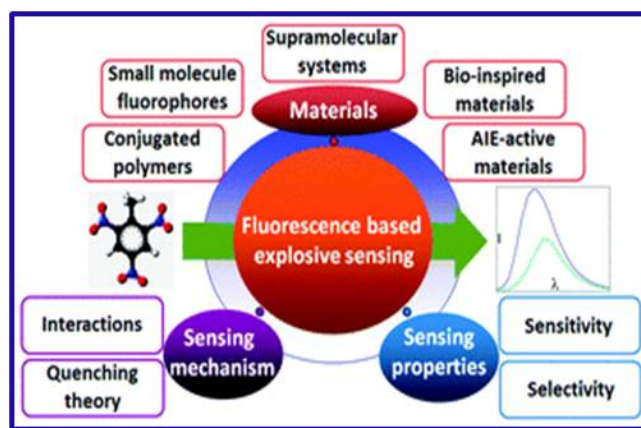 Supramolecular
systems
Small molecule
fluorophores
Bio-inspired
materials
Materials
Conjugated
polymers
AIE-active
materials
Fluorescence based
explosive sensing
I
λ
Interactions
Sensing
mechanism
Sensing
properties
Sensitivity
Quenching
theory
Selectivity